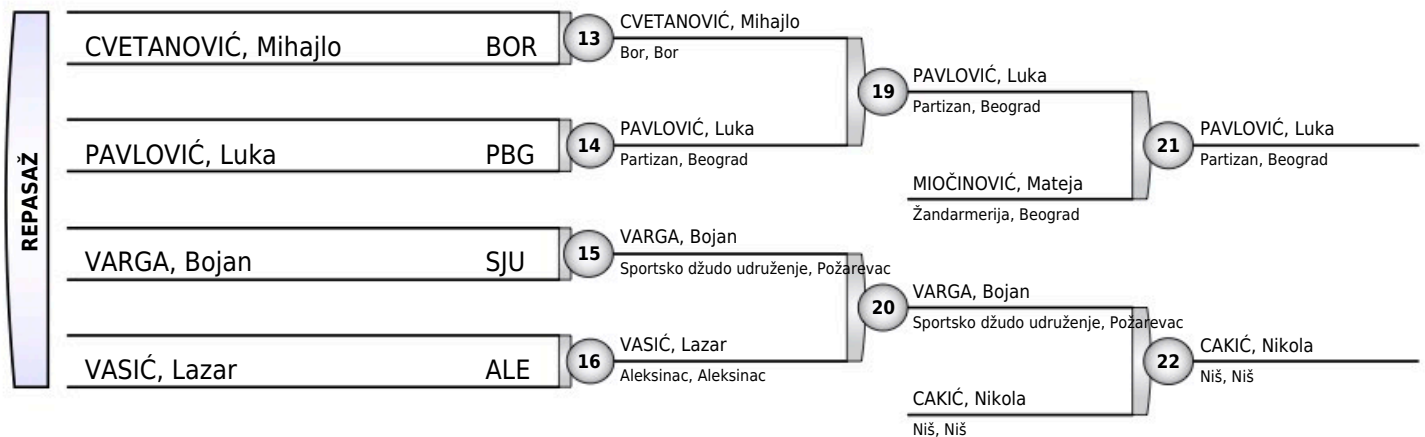 REPASAŽ
CVETANOVIĆ, Mihajlo BOR
PAVLOVIĆ, Luka PBG
VARGA, Bojan SJU
VASIĆ, Lazar ALE
13
CVETANOVIĆ, Mihajlo
Bor, Bor
14
PAVLOVIĆ, Luka
Partizan, Beograd
15
VARGA, Bojan
Sportsko džudo udruženje, Požarevac
16
VASIĆ, Lazar
Aleksinac, Aleksinac
19
PAVLOVIĆ, Luka
Partizan, Beograd
MIOČINOVIĆ, Mateja
Žandarmerija, Beograd
20
VARGA, Bojan
Sportsko džudo udruženje, Požarevac
CAKIĆ, Nikola
Niš, Niš
21
PAVLOVIĆ, Luka
Partizan, Beograd
22
CAKIĆ, Nikola
Niš, Niš